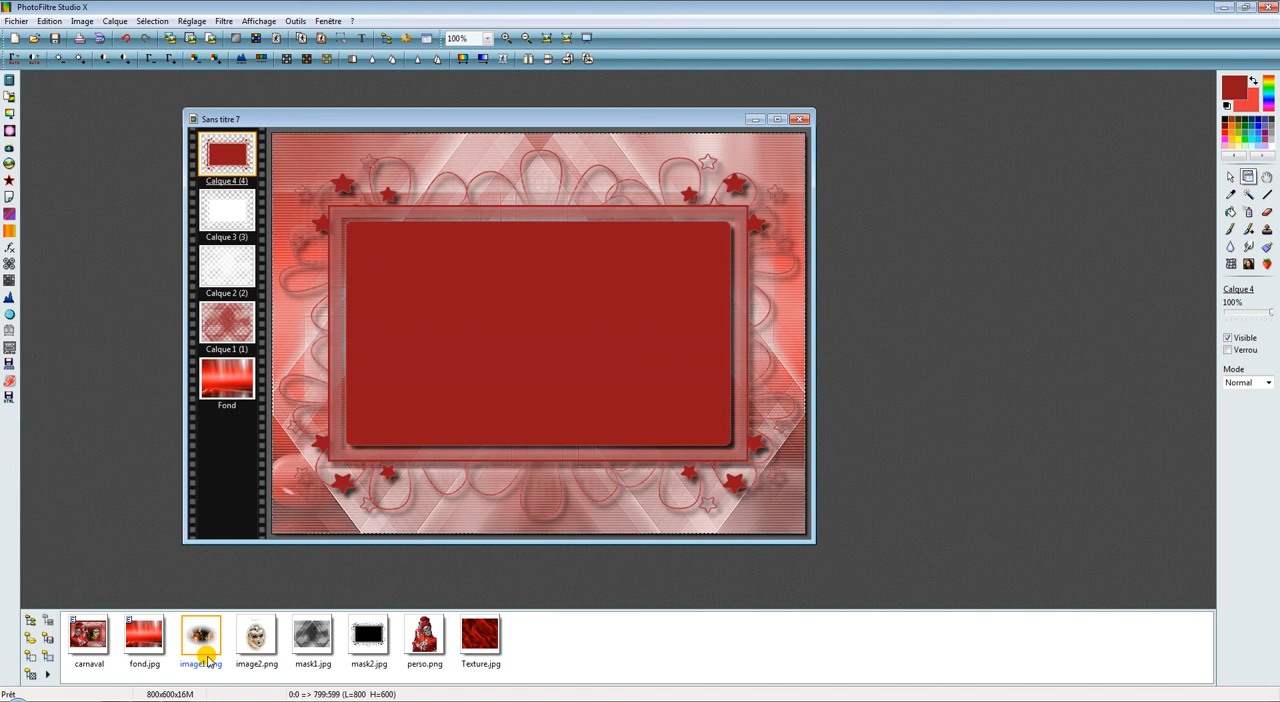 PhotoFiltre Studio X
Fichier Edition Image Calque Sélection Réglage Filtre Affichage Outils Fenêtre ?
100%
Sans titre 7
Calque 4 (4)
Calque 3 (3)
Calque 2 (2)
Calque 1 (1)
Fond
Calque 4
100%
Visible
Verrou
Mode
Normal
carnaval fond.jpg image1.png image2.png mask1.jpg mask2.jpg perso.png Texture.jpg
Prêt 800x600x16M 0:0 => 799:599 (L=800 H=600)